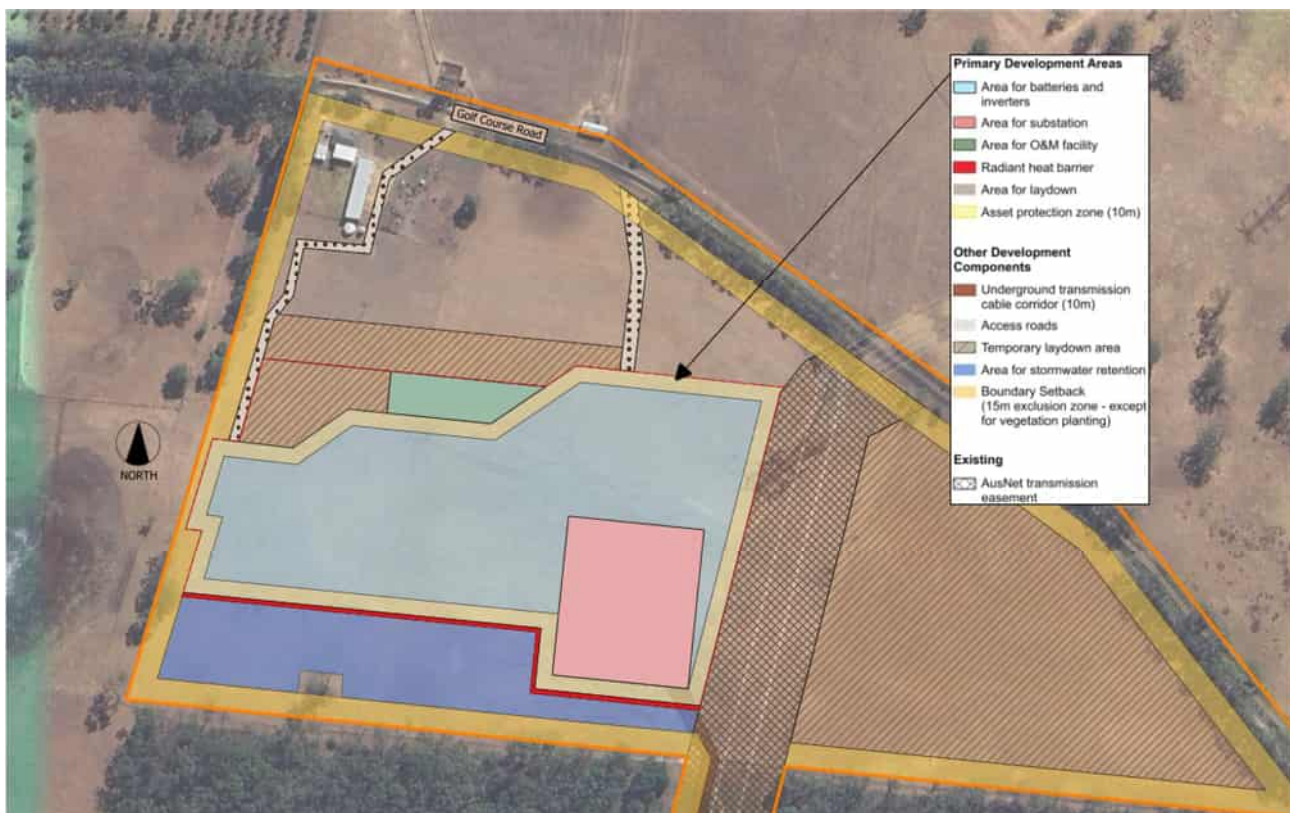 Golf Course Road
NORTH
Primary Development Areas
Area for batteries and
inverters
Area for substation
Area for O&M facility
Radiant heat barrier
Area for laydown
Asset protection zone (10m)
Other Development
Components
Underground transmission
cable corridor (10m)
Access roads
Temporary laydown area
Area for stormwater retention
Boundary Setback
(15m exclusion zone - except
for vegetation planting)
Existing
AusNet transmission
easement